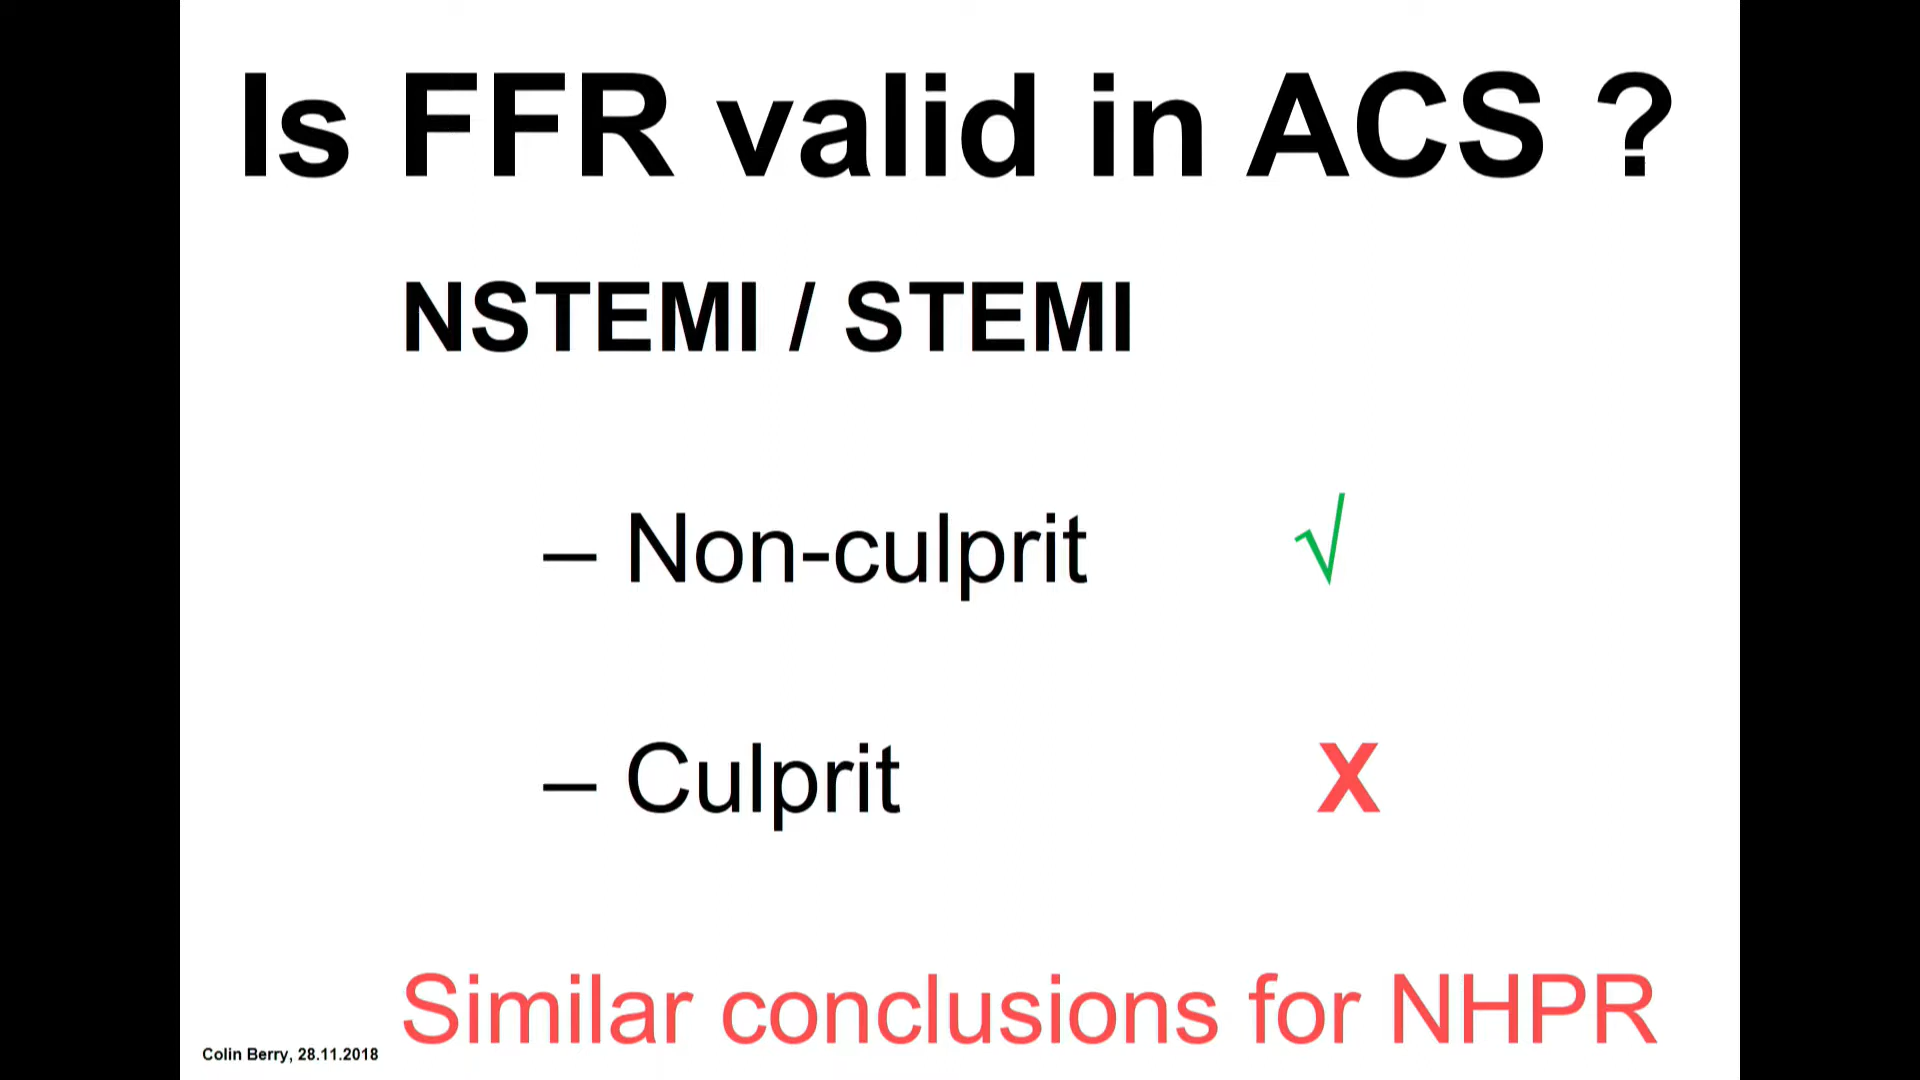 Is FFR valid in ACS ?
NSTEMI / STEMI
– Non-culprit √
– Culprit X
Similar conclusions for NHPR
Colin Berry, 28.11.2018